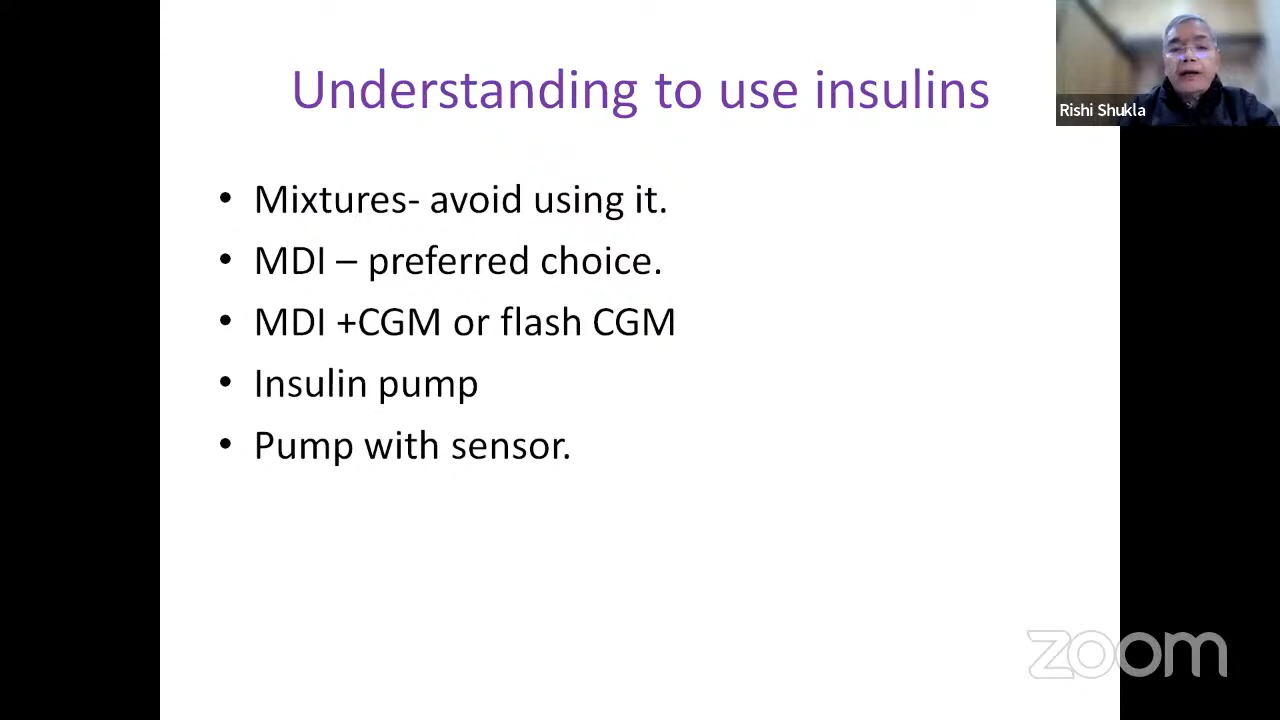 Understanding to use insulins
Rishi Shukla
• Mixtures- avoid using it.
• MDI – preferred choice.
• MDI +CGM or flash CGM
• Insulin pump
• Pump with sensor.
zoom